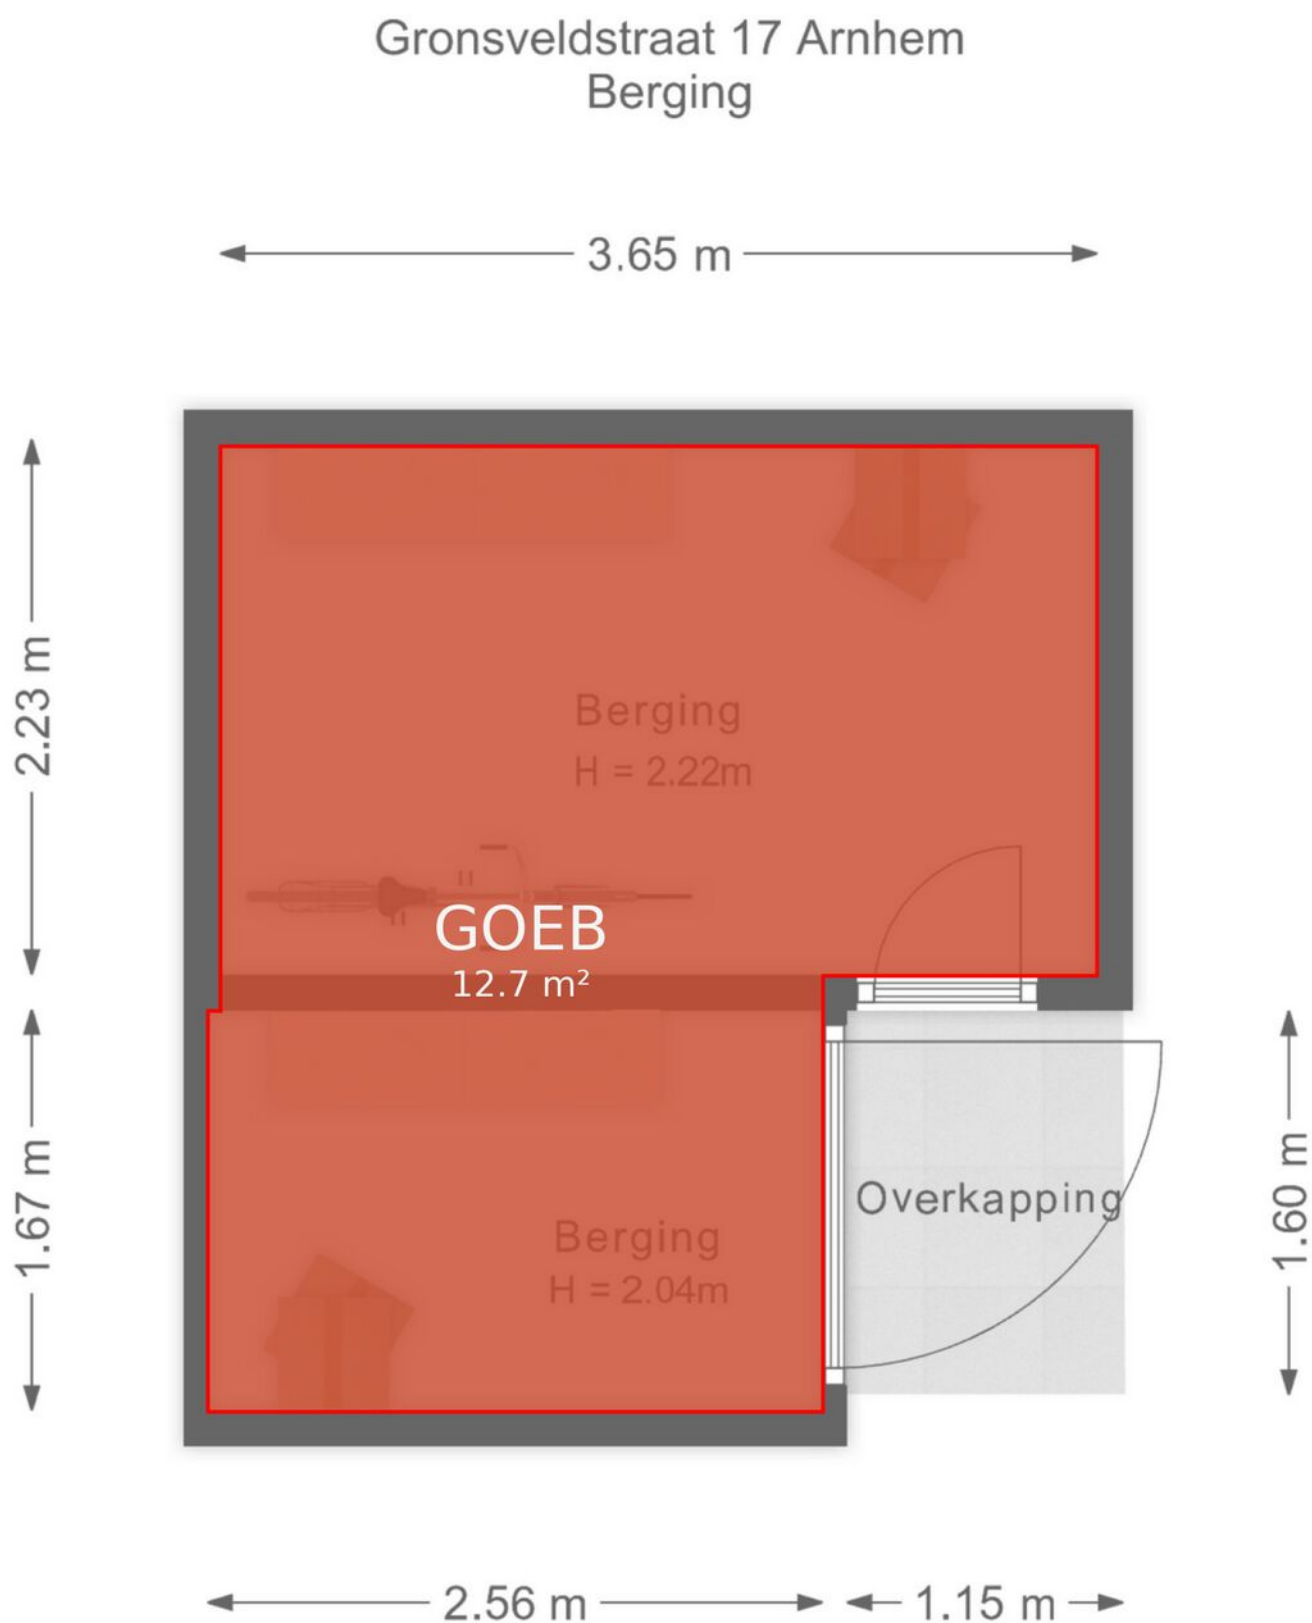 Gronsveldstraat 17 Arnhem
Berging
3.65 m
2.23 m
Berging
H = 2.22m
GOEB
12.7 m²
1.67 m
Berging
H = 2.04m
Overkapping
1.60 m
2.56 m
1.15 m